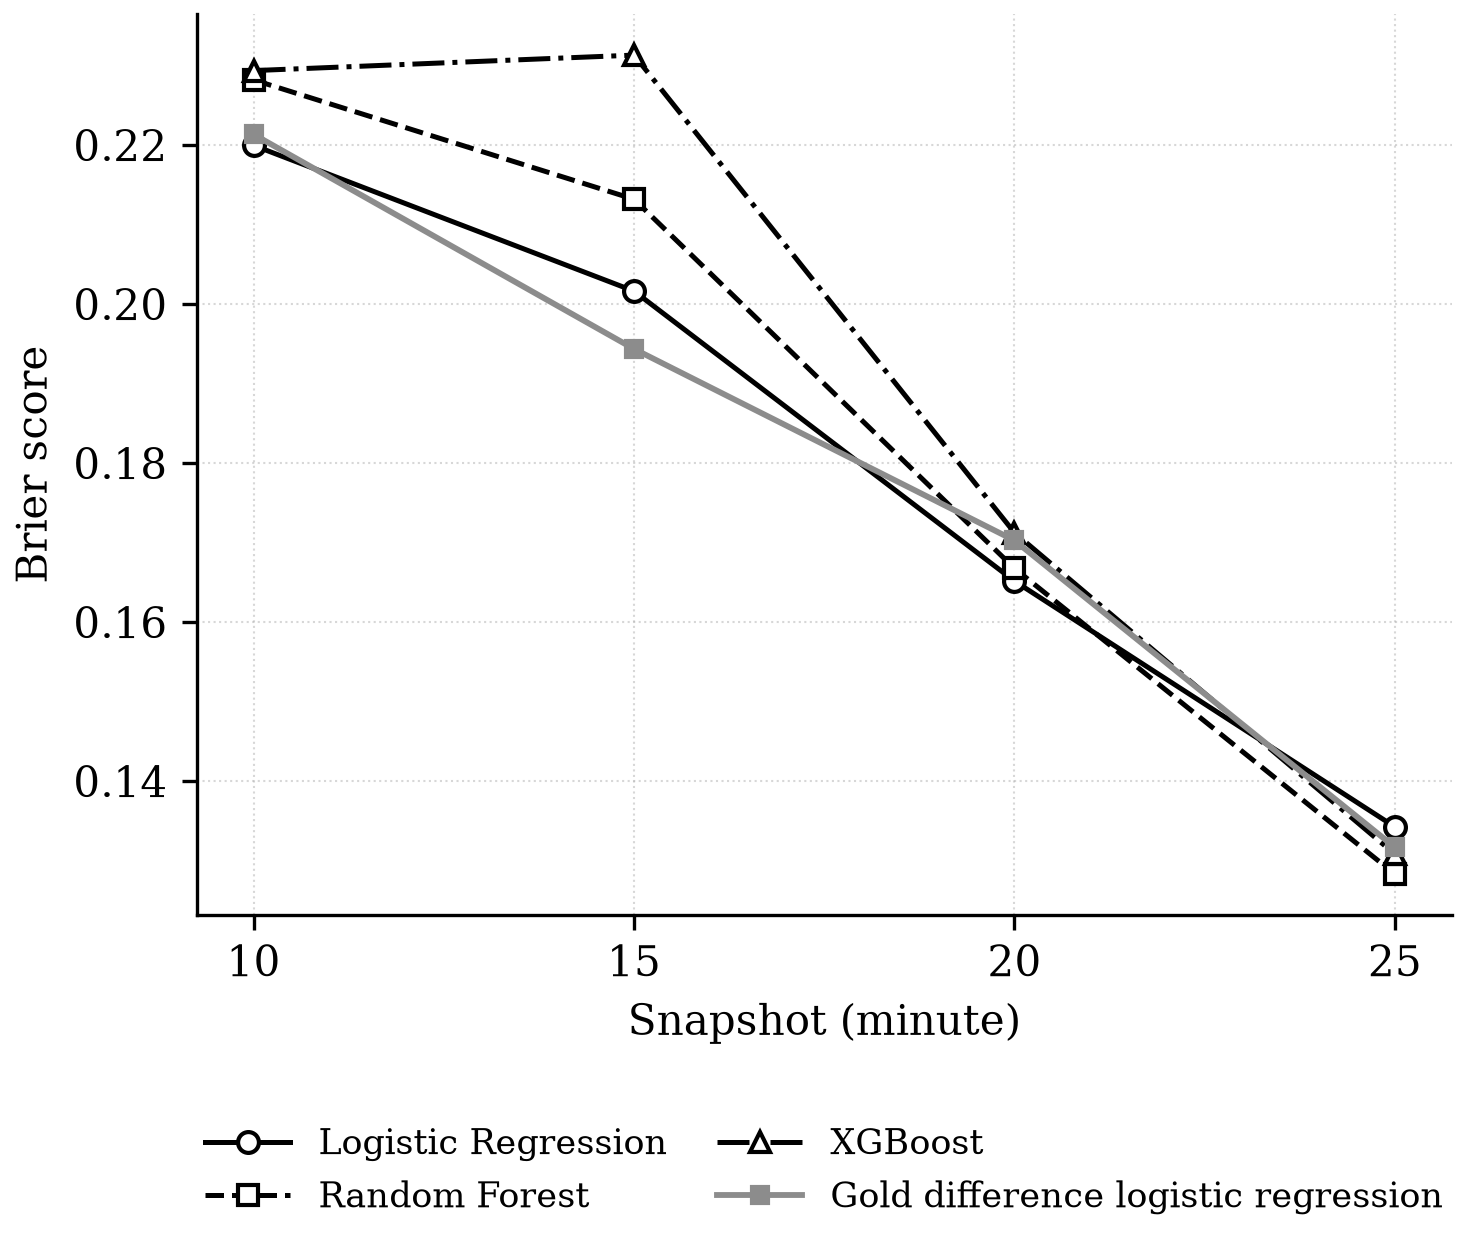 0.22
0.20
0.18
0.16
0.14
Brier score
10 15 20 25
Snapshot (minute)
Logistic Regression
Random Forest
XGBoost
Gold difference logistic regression